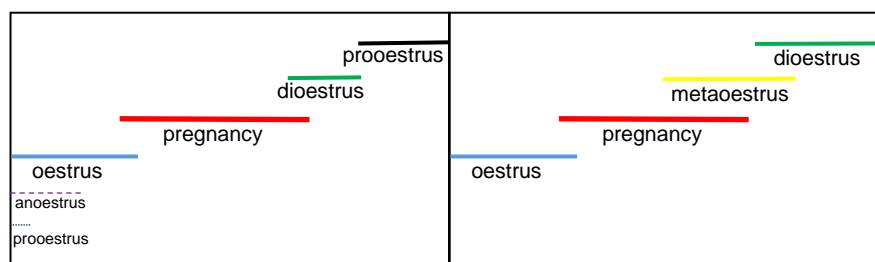 prooestrus
dioestrus
pregnancy
oestrus
anoestrus
prooestrus
dioestrus
metaoestrus
pregnancy
oestrus